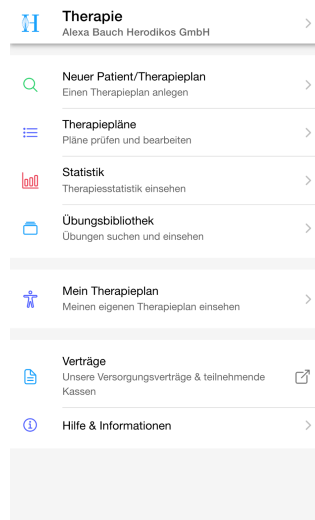 Therapie
Alexa Bauch Herodikos GmbH
Neuer Patient/Therapieplan
Einen Therapieplan anlegen
Therapiepläne
Pläne prüfen und bearbeiten
Statistik
Therapiesstatistik einsehen
Übungsbibliothek
Übungen suchen und einsehen
Mein Therapieplan
Meinen eigenen Therapieplan einsehen
Verträge
Unsere Versorgungsverträge & teilnehmende
Kassen
Hilfe & Informationen